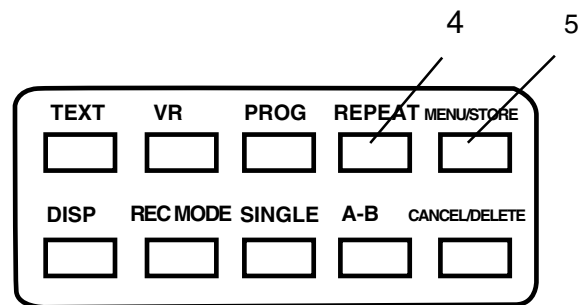 4 5
TEXT VR PROG REPEAT MENU/STORE
DISP REC MODE SINGLE A-B CANCEL/DELETE